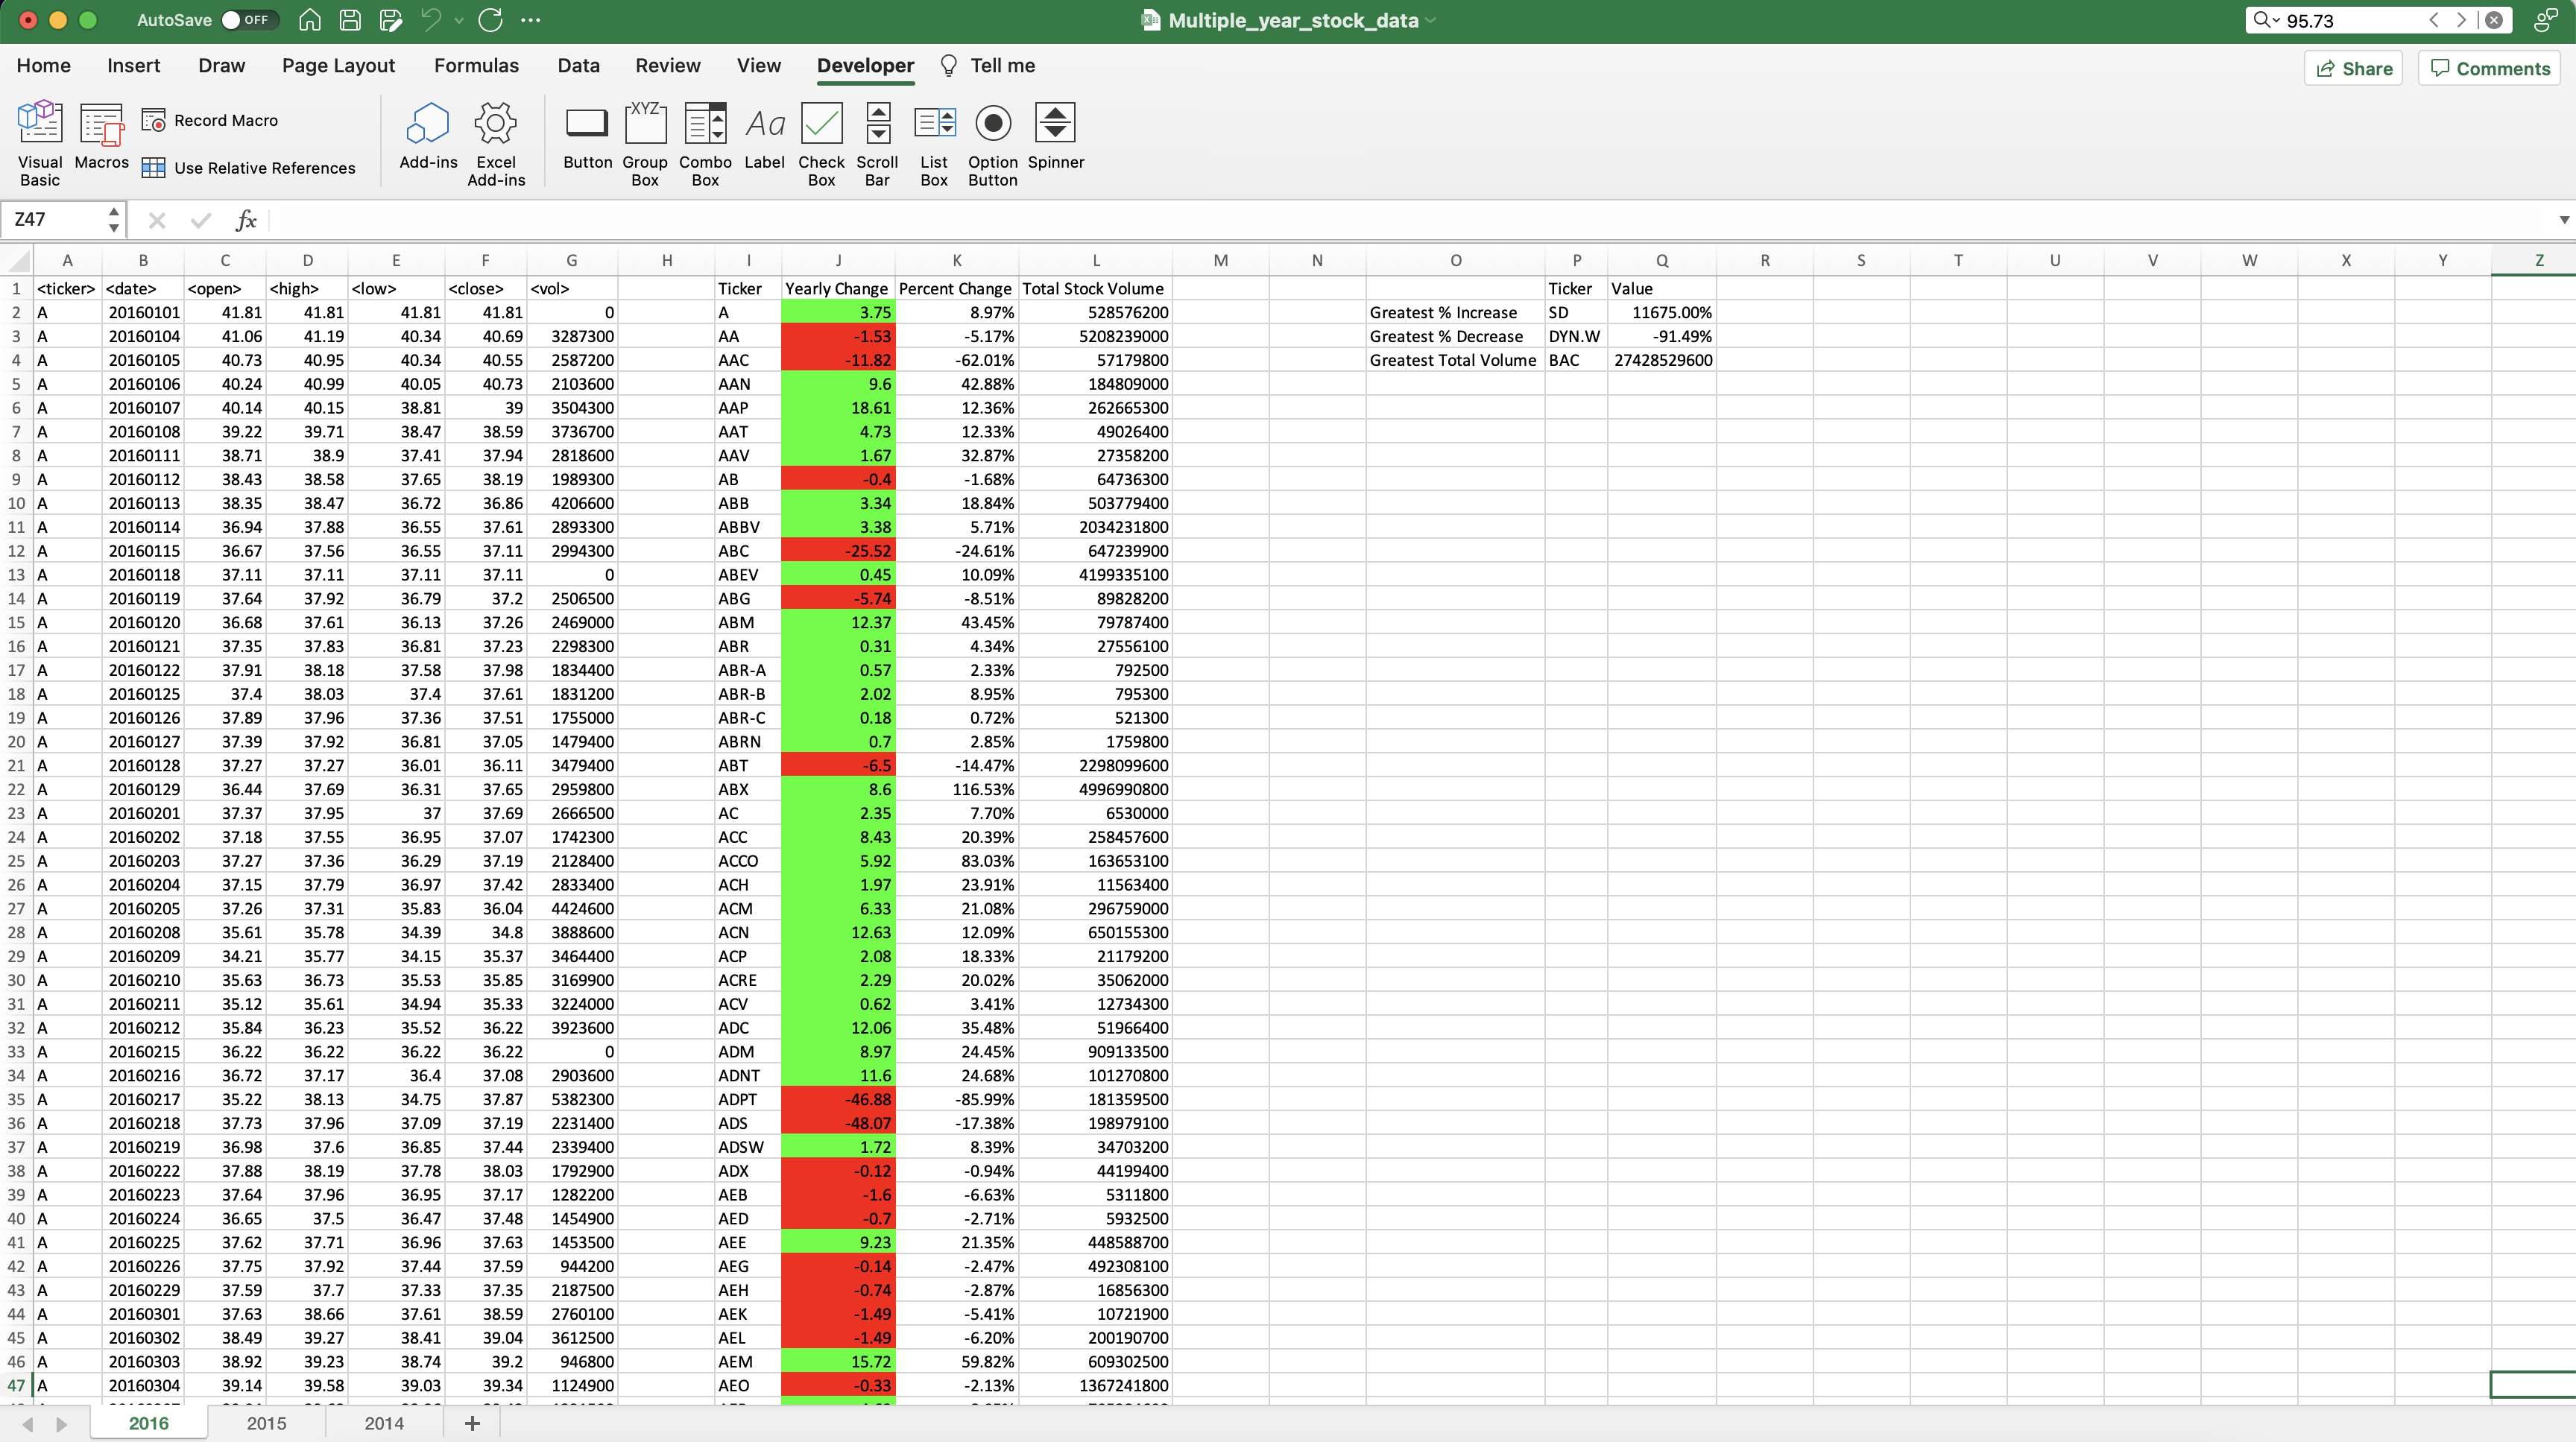 AutoSave OFF Multiple_year_stock_data 95.73
Home Insert Draw Page Layout Formulas Data Review View Developer Tell me Share Comments
Visual Basic Macros Record Macro Use Relative References Add-ins Excel Add-ins Button XYZ Group Box Combo Box Aa Label Check Box Scroll Bar List Box Option Button Spinner
Z47 fx
A B C D E F G H I J K L M N O P Q R S T U V W X Y Z
1 <ticker> <date> <open> <high> <low> <close> <vol> Ticker Yearly Change Percent Change Total Stock Volume Ticker Value
2 A 20160101 41.81 41.81 41.81 41.81 0 A 3.75 8.97% 528576200 Greatest % Increase SD 11675.00%
3 A 20160104 41.06 41.19 40.34 40.69 3287300 AA -1.53 -5.17% 5208239000 Greatest % Decrease DYN.W -91.49%
4 A 20160105 40.73 40.95 40.34 40.55 2587200 AAC -11.82 -62.01% 57179800 Greatest Total Volume BAC 27428529600
5 A 20160106 40.24 40.99 40.05 40.73 2103600 AAN 9.6 42.88% 184809000
6 A 20160107 40.14 40.15 38.81 39 3504300 AAP 18.61 12.36% 262665300
7 A 20160108 39.22 39.71 38.47 38.59 3736700 AAT 4.73 12.33% 49026400
8 A 20160111 38.71 38.9 37.41 37.94 2818600 AAV 1.67 32.87% 27358200
9 A 20160112 38.43 38.58 37.65 38.19 1989300 AB -0.4 -1.68% 64736300
10 A 20160113 38.35 38.47 36.72 36.86 4206600 ABB 3.34 18.84% 503779400
11 A 20160114 36.94 37.88 36.55 37.61 2893300 ABBV 3.38 5.71% 2034231800
12 A 20160115 36.67 37.56 36.55 37.11 2994300 ABC -25.52 -24.61% 647239900
13 A 20160118 37.11 37.11 37.11 37.11 0 ABEV 0.45 10.09% 4199335100
14 A 20160119 37.64 37.92 36.79 37.2 2506500 ABG -5.74 -8.51% 89828200
15 A 20160120 36.68 37.61 36.13 37.26 2469000 ABM 12.37 43.45% 79787400
16 A 20160121 37.35 37.83 36.81 37.23 2298300 ABR 0.31 4.34% 27556100
17 A 20160122 37.91 38.18 37.58 37.98 1834400 ABR-A 0.57 2.33% 792500
18 A 20160125 37.4 38.03 37.4 37.61 1831200 ABR-B 2.02 8.95% 795300
19 A 20160126 37.89 37.96 37.36 37.51 1755000 ABR-C 0.18 0.72% 521300
20 A 20160127 37.39 37.92 36.81 37.05 1479400 ABRN 0.7 2.85% 1759800
21 A 20160128 37.27 37.27 36.01 36.11 3479400 ABT -6.5 -14.47% 2298099600
22 A 20160129 36.44 37.69 36.31 37.65 2959800 ABX 8.6 116.53% 4996990800
23 A 20160201 37.37 37.95 37 37.69 2666500 AC 2.35 7.70% 6530000
24 A 20160202 37.18 37.55 36.95 37.07 1742300 ACC 8.43 20.39% 258457600
25 A 20160203 37.27 37.36 36.29 37.19 2128400 ACCO 5.92 83.03% 163653100
26 A 20160204 37.15 37.79 36.97 37.42 2833400 ACH 1.97 23.91% 11563400
27 A 20160205 37.26 37.31 35.83 36.04 4424600 ACM 6.33 21.08% 296759000
28 A 20160208 35.61 35.78 34.39 34.8 3888600 ACN 12.63 12.09% 650155300
29 A 20160209 34.21 35.77 34.15 35.37 3464400 ACP 2.08 18.33% 21179200
30 A 20160210 35.63 36.73 35.53 35.85 3169900 ACRE 2.29 20.02% 35062000
31 A 20160211 35.12 35.61 34.94 35.33 3224000 ACV 0.62 3.41% 12734300
32 A 20160212 35.84 36.23 35.52 36.22 3923600 ADC 12.06 35.48% 51966400
33 A 20160215 36.22 36.22 36.22 36.22 0 ADM 8.97 24.45% 909133500
34 A 20160216 36.72 37.17 36.4 37.08 2903600 ADNT 11.6 24.68% 101270800
35 A 20160217 35.22 38.13 34.75 37.87 5382300 ADPT -46.88 -85.99% 181359500
36 A 20160218 37.73 37.96 37.09 37.19 2231400 ADS -48.07 -17.38% 198979100
37 A 20160219 36.98 37.6 36.85 37.44 2339400 ADSW 1.72 8.39% 34703200
38 A 20160222 37.88 38.19 37.78 38.03 1792900 ADX -0.12 -0.94% 44199400
39 A 20160223 37.64 37.96 36.95 37.17 1282200 AEB -1.6 -6.63% 5311800
40 A 20160224 36.65 37.5 36.47 37.48 1454900 AED -0.7 -2.71% 5932500
41 A 20160225 37.62 37.71 36.96 37.63 1453500 AEE 9.23 21.35% 448588700
42 A 20160226 37.75 37.92 37.44 37.59 944200 AEG -0.14 -2.47% 492308100
43 A 20160229 37.59 37.7 37.33 37.35 2187500 AEH -0.74 -2.87% 16856300
44 A 20160301 37.63 38.66 37.61 38.59 2760100 AEK -1.49 -5.41% 10721900
45 A 20160302 38.49 39.27 38.41 39.04 3612500 AEL -1.49 -6.20% 200190700
46 A 20160303 38.92 39.23 38.74 39.2 946800 AEM 15.72 59.82% 609302500
47 A 20160304 39.14 39.58 39.03 39.34 1124900 AEO -0.33 -2.13% 1367241800
2016 2015 2014 +